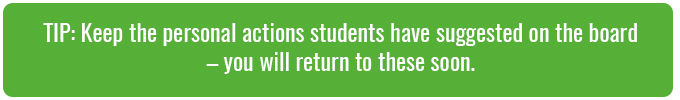 TIP: Keep the personal actions students have suggested on the board
– you will return to these soon.